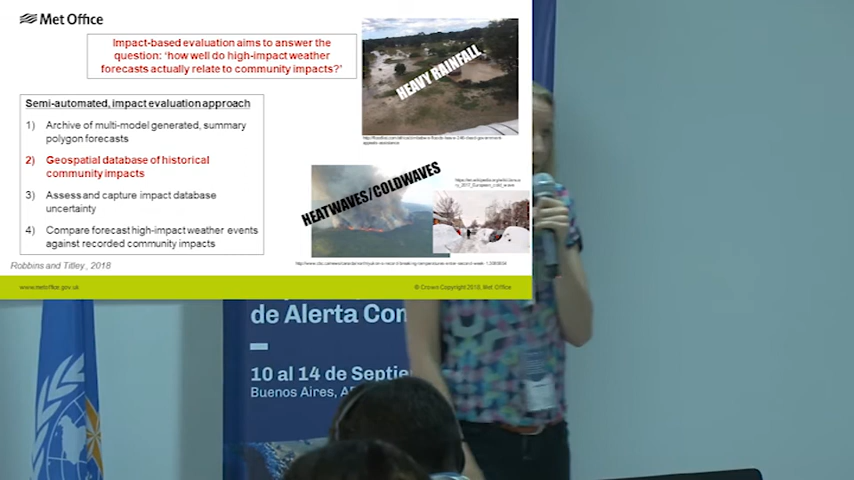 Met Office
Impact-based evaluation aims to answer the
question: 'how well do high-impact weather
forecasts actually relate to community impacts?'
HEAVY RAINFALL
Semi-automated, impact evaluation approach
1) Archive of multi-model generated, summary
polygon forecasts
2) Geospatial database of historical
community impacts
3) Assess and capture impact database
uncertainty
4) Compare forecast high-impact weather events
against recorded community impacts
HEATWAVES/COLDWAVES
Robbins and Titley, 2018
www.metoffice.gov.uk
© Crown Copyright 2018, Met Office
de Alerta Com
10 al 14 de Septie
Buenos Aires, A